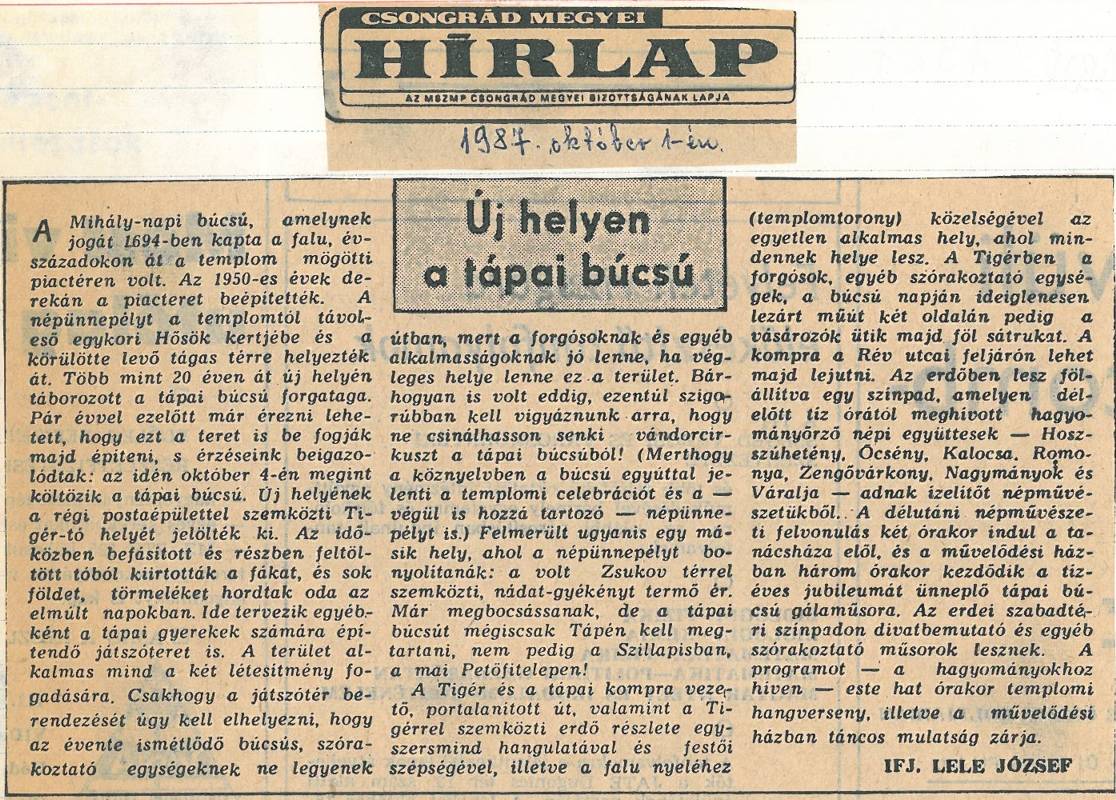 CSONGRÁD MEGYEI
HÍRLAP
AZ MSZMP CSONGRÁD MEGYEI BIZOTTSÁGÁNAK LAPJA
1987. október 1-én.
Új helyen
a tápai búcsú
A Mihály-napi búcsú, amelynek
jogát 1694-ben kapta a falu, év-
századokon át a templom mögötti
piactéren volt. Az 1950-es évek de-
rekán a piacteret beépítették. A
népünnepélyt a templomtól távol-
eső egykori Hősök kertjébe és a
körülötte levő tágas térre helyezték
át. Több mint 20 éven át új helyén
táborozott a tápai búcsú forgataga.
Pár évvel ezelőtt már érezni lehe-
tett, hogy ezt a teret is be fogják
majd építeni, s érzéseink beigazo-
lódtak: az idén október 4-én megint
költözik a tápai búcsú. Új helyének
a régi postaépülettel szemközti Ti-
gér-tó helyét jelölték ki. Az idő-
közben befásított és részben feltöl-
tött tóból kiirtották a fákat, és sok
földet, törmeléket hordtak oda az
elmúlt napokban. Ide tervezik egyéb-
ként a tápai gyerekek számára épí-
tendő játszóteret is. A terület al-
kalmas mind a két létesítmény fo-
gadására. Csakhogy a játszótér be-
rendezését úgy kell elhelyezni, hogy
az évente ismétlődő búcsús, szóra-
koztató egységeknek ne legyenek
útban, mert a forgósoknak és egyéb
alkalmasságoknak jó lenne, ha vég-
leges helye lenne ez a terület. Bár-
hogyan is volt eddig, ezentúl szigo-
rúbban kell vigyáznunk arra, hogy
ne csinálhasson senki vándorcir-
kuszt a tápai búcsúból! (Merthogy
a köznyelvben a búcsú egyúttal je-
lenti a templomi celebrációt és a —
végül is hozzá tartozó — népünne-
pélyt is.) Felmerült ugyanis egy má-
sik hely, ahol a népünnepélyt bo-
nyolítanák: a volt Zsukov térrel
szemközti, nádat-gyékényt termő ér.
Már megbocsássanak, de a tápai
búcsút mégiscsak Tápén kell meg-
tartani, nem pedig a Szillapisban,
a mai Petőfitelepen!
A Tigér és a tápai kompra veze-
tő, portalanított út, valamint a Ti-
gérrel szemközti erdő részlete egy-
szersmind hangulatával és festői
szépségével, illetve a falu nyeléhez
(templomtorony) közelségével az
egyetlen alkalmas hely, ahol min-
dennek helye lesz. A Tigérben a
forgósok, egyéb szórakoztató egysé-
gek, a búcsú napján ideiglenesen
lezárt műút két oldalán pedig a
vásározók ütik majd föl sátrukat. A
kompra a Rév utcai feljárón lehet
majd lejutni. Az erdőben lesz föl-
állítva egy színpad, amelyen dél-
előtt tíz órától meghívott hagyo-
mányőrző népi együttesek — Hosz-
szúhetény, Őcsény, Kalocsa, Romo-
nya, Zengővárkony, Nagymányok és
Váralja — adnak ízelítőt népművé-
szetükből. A délutáni népművésze-
ti felvonulás két órakor indul a ta-
nácsháza elől, és a művelődési ház-
ban három órakor kezdődik a tíz-
éves jubileumát ünneplő tápai bú-
csú gálaműsora. Az erdei szabadté-
ri színpadon divatbemutató és egyéb
szórakoztató műsorok lesznek. A
programot — a hagyományokhoz
híven — este hat órakor templomi
hangverseny, illetve a művelődési
házban táncos mulatság zárja.
IFJ. LELE JÓZSEF